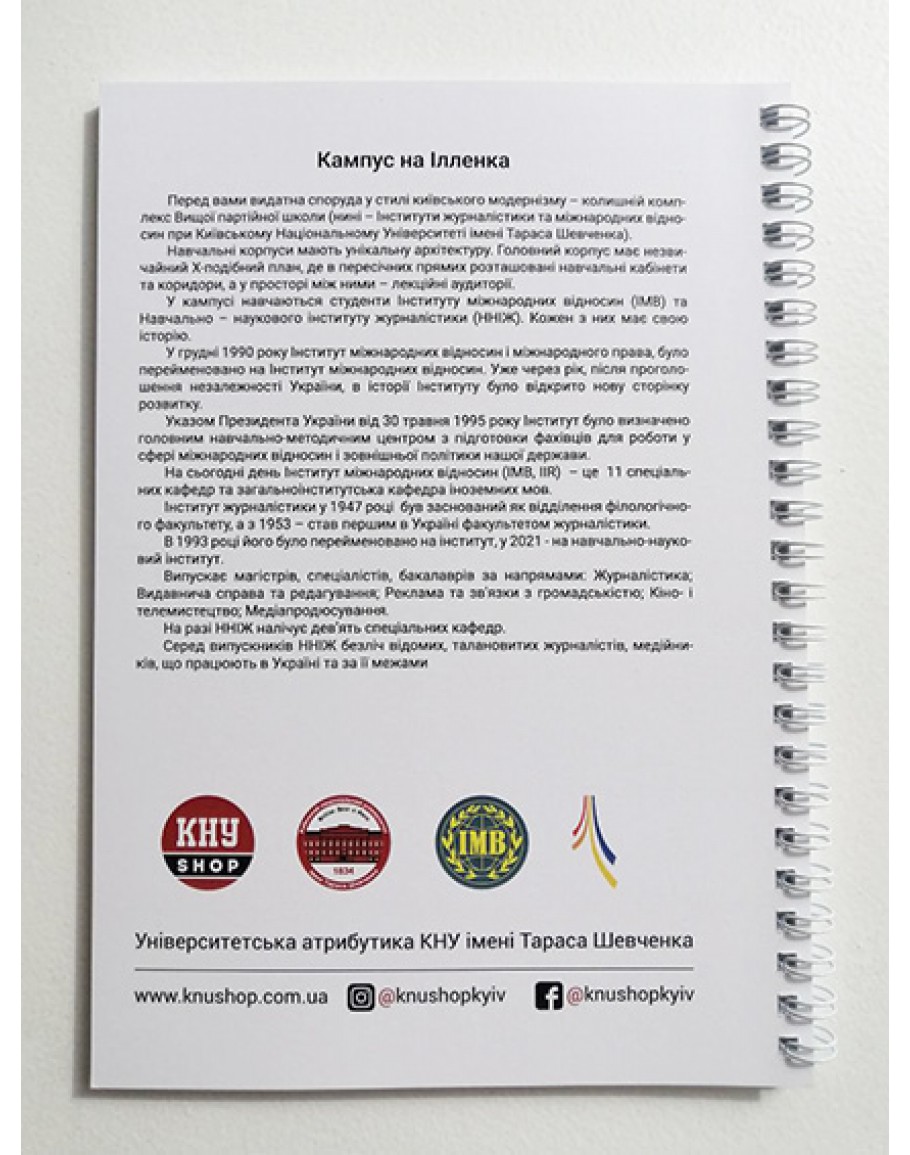 Кампус на Ілленка
Перед вами видатна споруда у стилі київського модернізму – колишній комп-
лекс Вищої партійної школи (нині – Інститути журналістики та міжнародних відно-
син при Київському Національному Університеті імені Тараса Шевченка).
Навчальні корпуси мають унікальну архітектуру. Головний корпус має незви-
чайний Х-подібний план, де в пересічних прямих розташовані навчальні кабінети
та коридори, а у просторі між ними – лекційні аудиторії.
У кампусі навчаються студенти Інституту міжнародних відносин (ІМВ) та
Навчально – наукового інституту журналістики (ННІЖ). Кожен з них має свою
історію.
У грудні 1990 року Інститут міжнародних відносин і міжнародного права, було
перейменовано на Інститут міжнародних відносин. Уже через рік, після проголо-
шення незалежності України, в історії Інституту було відкрито нову сторінку
розвитку.
Указом Президента України від 30 травня 1995 року Інститут було визначено
головним навчально-методичним центром з підготовки фахівців для роботи у
сфері міжнародних відносин і зовнішньої політики нашої держави.
На сьогодні день Інститут міжнародних відносин (ІМВ, IIR) – це 11 спеціаль-
них кафедр та загальноінститутська кафедра іноземних мов.
Інститут журналістики у 1947 році був заснований як відділення філологічно-
го факультету, а з 1953 – став першим в Україні факультетом журналістики.
В 1993 році його було перейменовано на інститут, у 2021 - на навчально-науко-
вий інститут.
Випускає магістрів, спеціалістів, бакалаврів за напрямами: Журналістика;
Видавнича справа та редагування; Реклама та зв'язки з громадськістю; Кіно- і
телемистецтво; Медіапродюсування.
На разі ННІЖ налічує дев'ять спеціальних кафедр.
Серед випускників ННІЖ безліч відомих, талановитих журналістів, медійни-
ків, що працюють в Україні та за її межами
КНУ
SHOP
1834
імені Тараса Шевченка
ІМВ
Університетська атрибутика КНУ імені Тараса Шевченка
www.knushop.com.ua @knushopkyiv @knushopkyiv